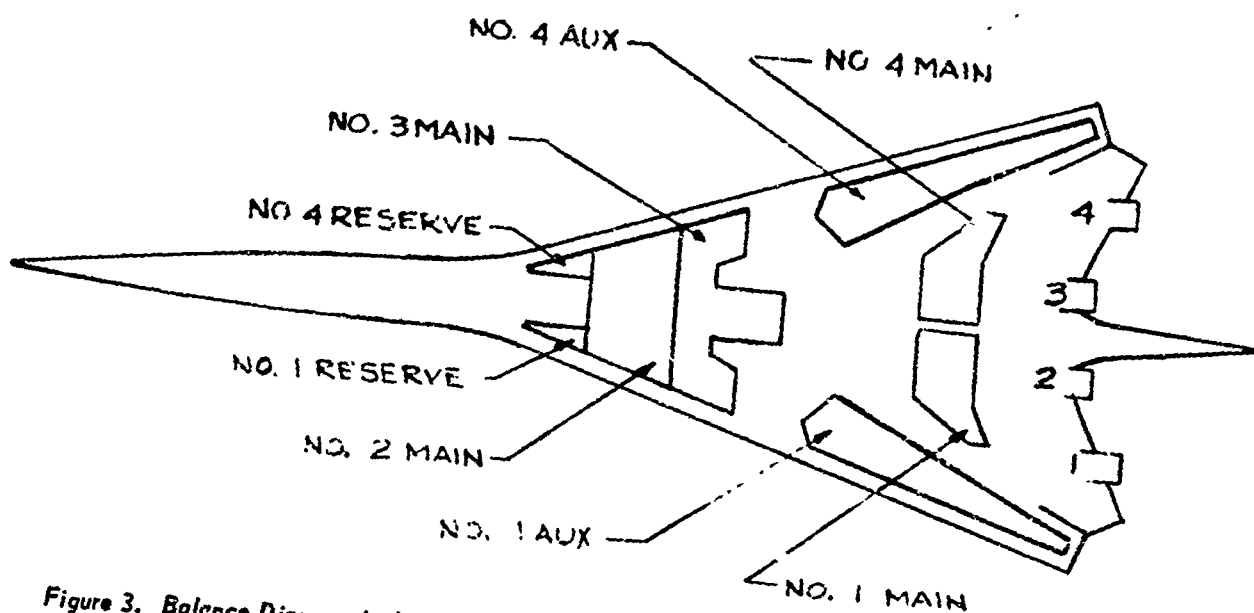 NO. 4 AUX
NO 4 MAIN
NO. 3 MAIN
NO 4 RESERVE
4
3
2
1
NO. 1 RESERVE
NO. 2 MAIN
NO. 1 AUX
NO. 1 MAIN
Figure 3. Balance